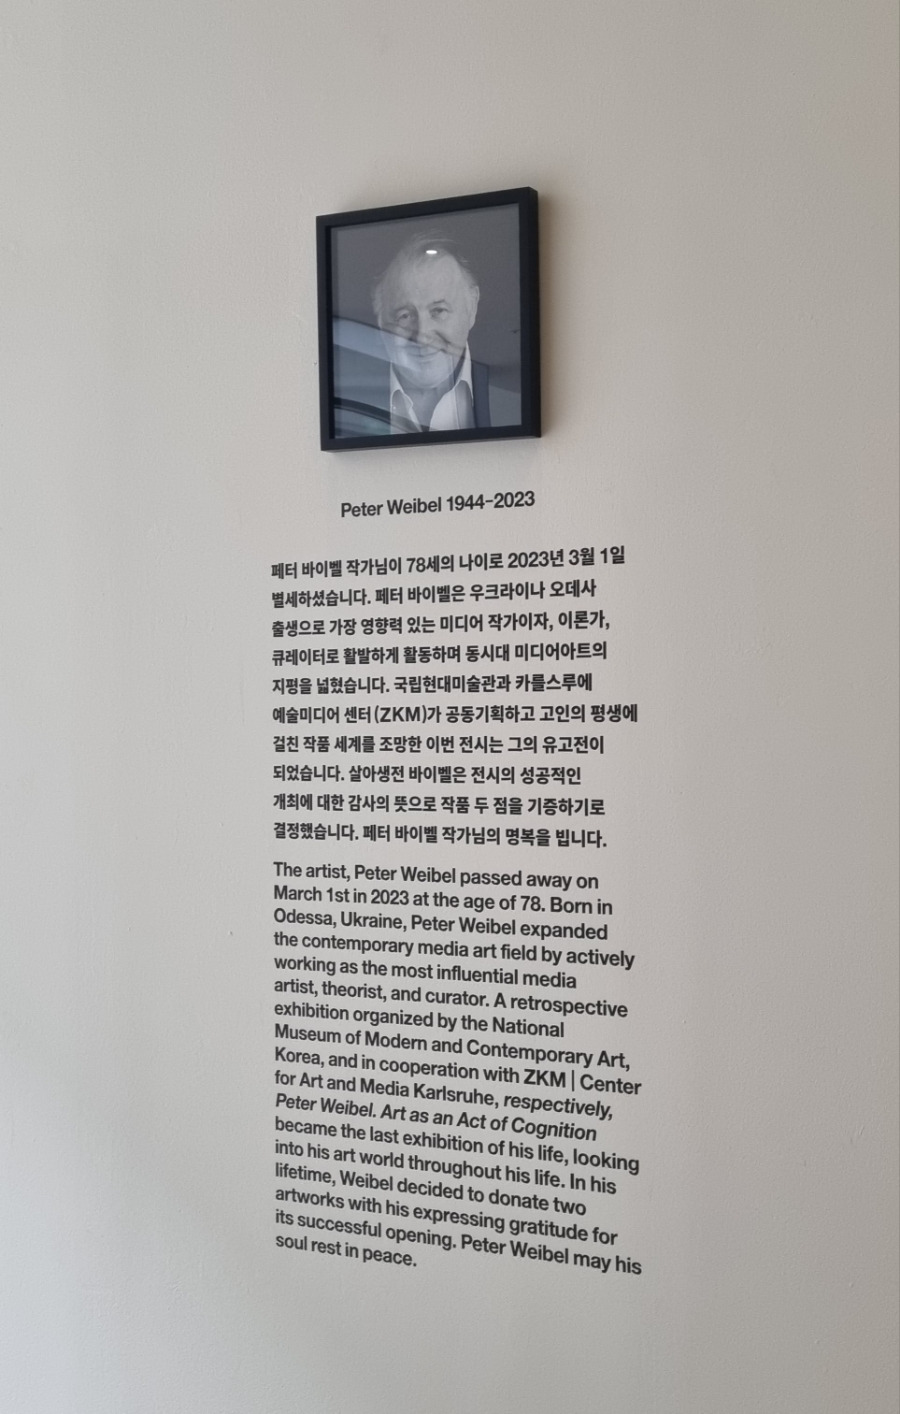 Peter Weibel 1944–2023
페터 바이벨 작가님이 78세의 나이로 2023년 3월 1일
별세하셨습니다. 페터 바이벨은 우크라이나 오데사
출생으로 가장 영향력 있는 미디어 작가이자, 이론가,
큐레이터로 활발하게 활동하며 동시대 미디어아트의
지평을 넓혔습니다. 국립현대미술관과 카를스루에
예술미디어 센터(ZKM)가 공동기획하고 고인의 평생에
걸친 작품 세계를 조망한 이번 전시는 그의 유고전이
되었습니다. 살아생전 바이벨은 전시의 성공적인
개최에 대한 감사의 뜻으로 작품 두 점을 기증하기로
결정했습니다. 페터 바이벨 작가님의 명복을 빕니다.
The artist, Peter Weibel passed away on
March 1st in 2023 at the age of 78. Born in
Odessa, Ukraine, Peter Weibel expanded
the contemporary media art field by actively
working as the most influential media
artist, theorist, and curator. A retrospective
exhibition organized by the National
Museum of Modern and Contemporary Art,
Korea, and in cooperation with ZKM | Center
for Art and Media Karlsruhe, respectively,
Peter Weibel. Art as an Act of Cognition
became the last exhibition of his life, looking
into his art world throughout his life. In his
lifetime, Weibel decided to donate two
artworks with his expressing gratitude for
its successful opening. Peter Weibel may his
soul rest in peace.